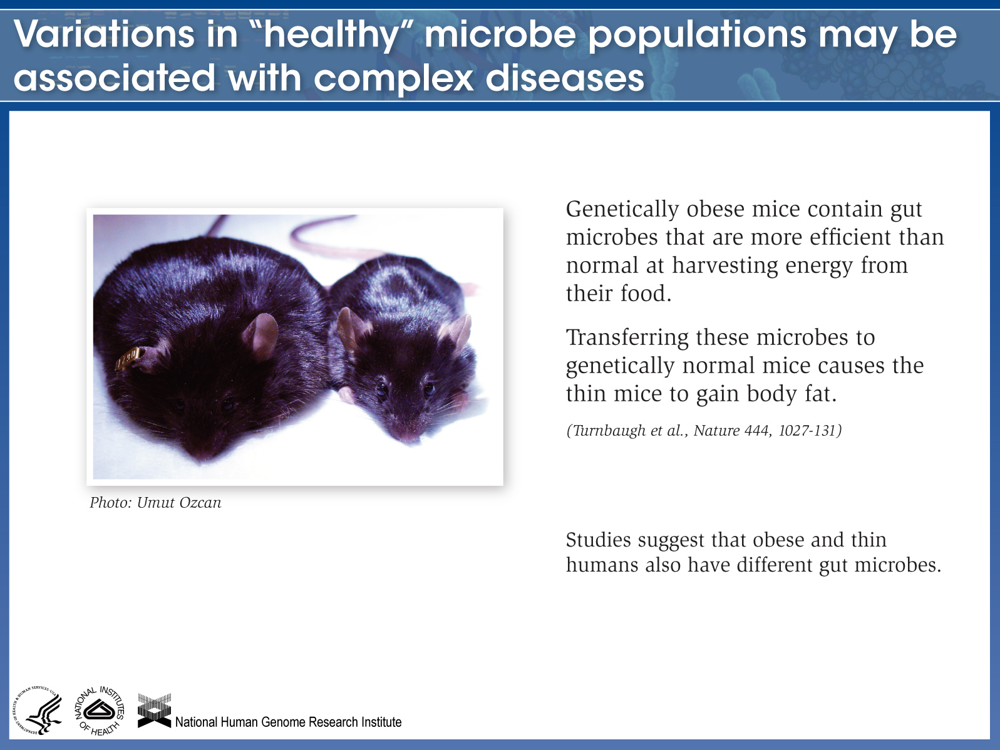 Variations in “healthy” microbe populations may be
associated with complex diseases
Genetically obese mice contain gut
microbes that are more efficient than
normal at harvesting energy from
their food.
Transferring these microbes to
genetically normal mice causes the
thin mice to gain body fat.
(Turnbaugh et al., Nature 444, 1027-131)
Photo: Umut Ozcan
Studies suggest that obese and thin
humans also have different gut microbes.
DEPARTMENT OF HEALTH & HUMAN SERVICES·USA
NATIONAL INSTITUTES
OF HEALTH
National Human Genome Research Institute